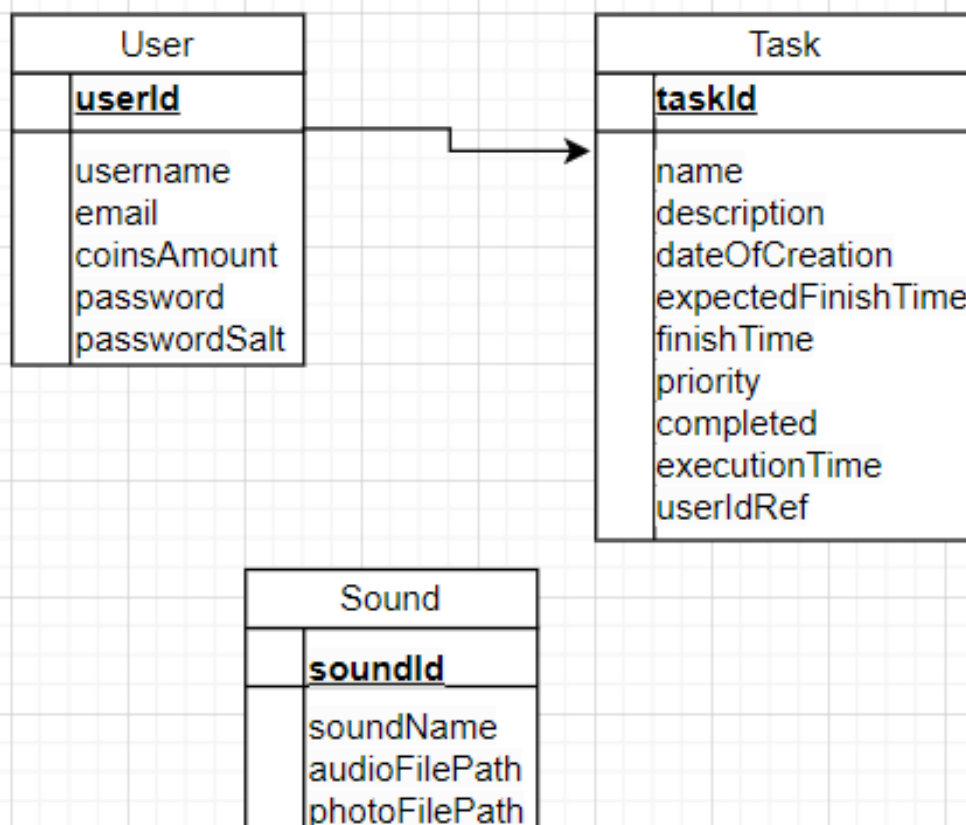 User
userId
username
email
coinsAmount
password
passwordSalt
Task
taskId
name
description
dateOfCreation
expectedFinishTime
finishTime
priority
completed
executionTime
userIdRef
Sound
soundId
soundName
audioFilePath
photoFilePath